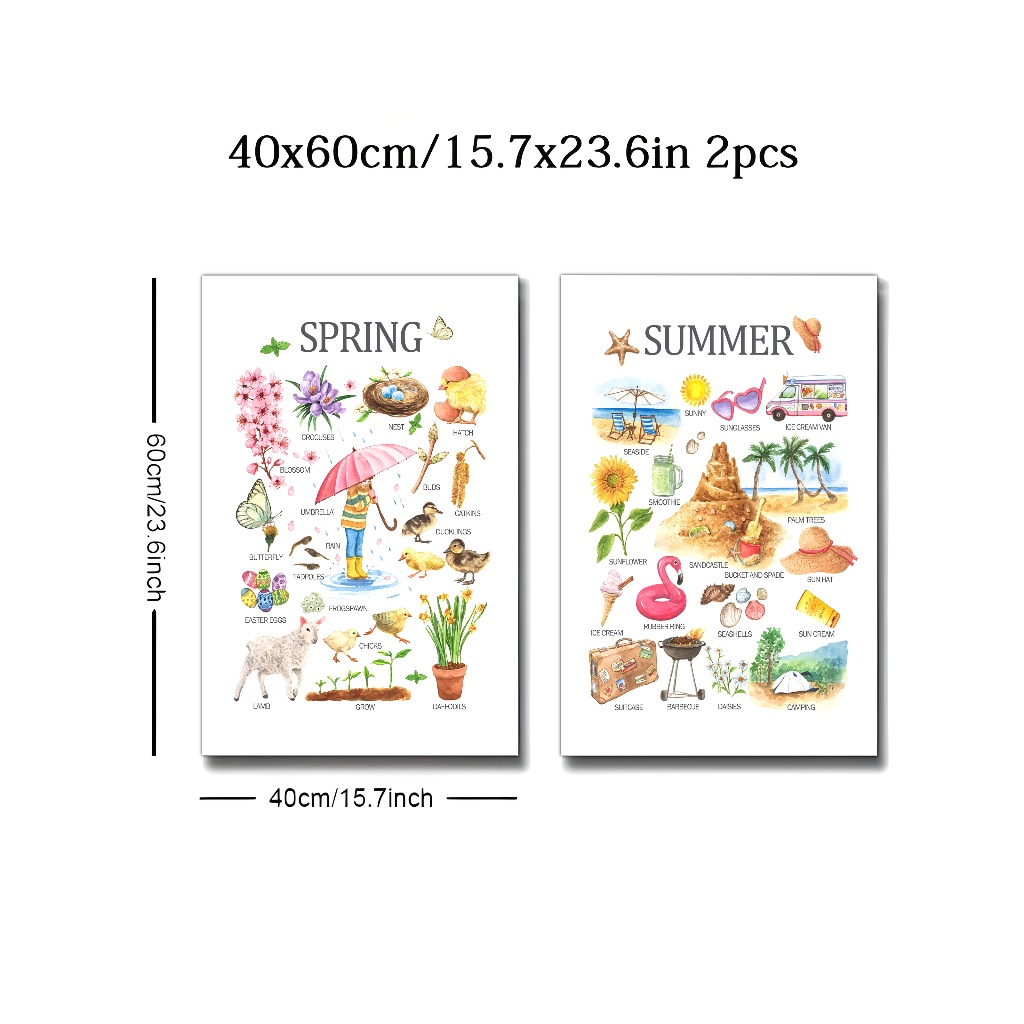 40x60cm/15.7x23.6in 2pcs
60cm/23.6inch
SPRING
CROCUSES
NEST
HATCH
BLOSSOM
BUDS
UMBRELLA
CATKINS
DUCKLINGS
BUTTERFLY
RAIN
TADPOLES
FROGSPAWN
EASTER EGGS
CHICKS
LAMB
GROW
DAFFODILS
SUMMER
SUNNY
SUNGLASSES
ICE CREAM VAN
SEASIDE
SMOOTHIE
PALM TREES
SUNFLOWER
SANDCASTLE
BUCKET AND SPADE
SUN HAT
ICE CREAM
RUBBER RING
SEASHELLS
SUN CREAM
SUITCASE
BARBECUE
DAISIES
CAMPING
40cm/15.7inch